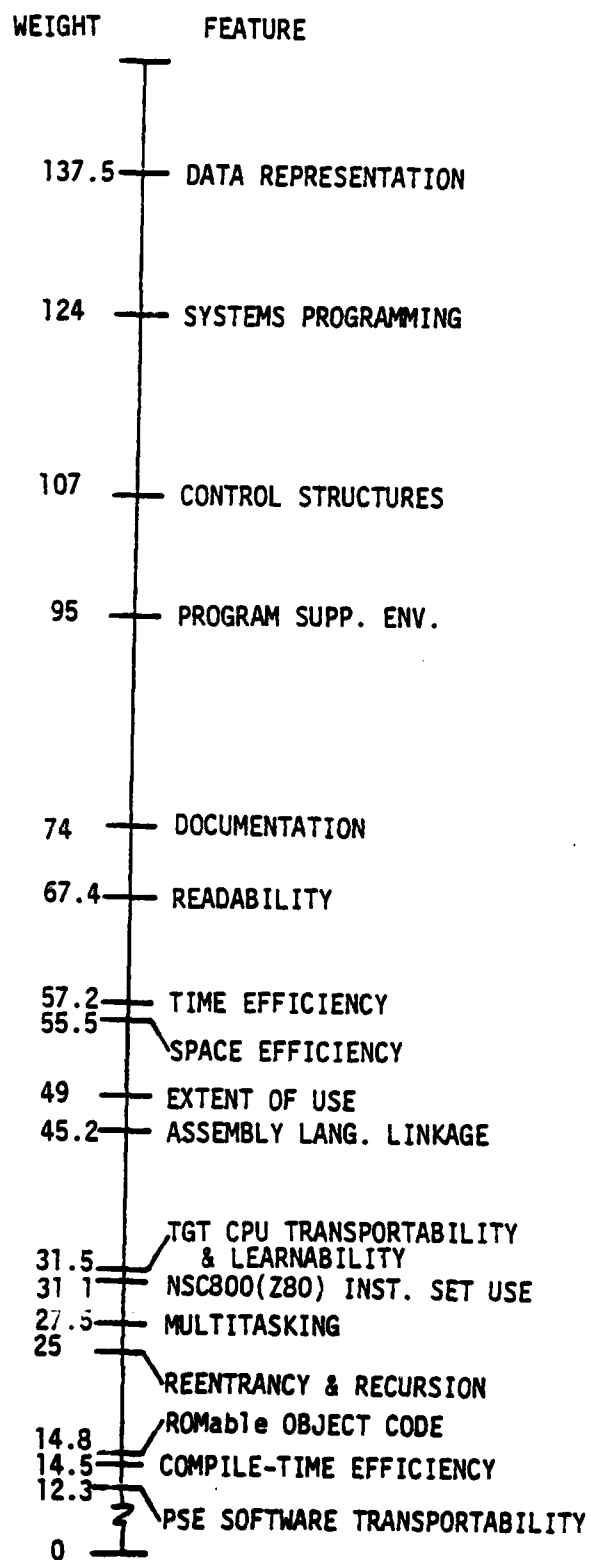 WEIGHT FEATURE
137.5 DATA REPRESENTATION
124 SYSTEMS PROGRAMMING
107 CONTROL STRUCTURES
95 PROGRAM SUPP. ENV.
74 DOCUMENTATION
67.4 READABILITY
57.2 TIME EFFICIENCY
55.5 SPACE EFFICIENCY
49 EXTENT OF USE
45.2 ASSEMBLY LANG. LINKAGE
TGT CPU TRANSPORTABILITY
31.5 & LEARNABILITY
31 1 NSC800(Z80) INST. SET USE
27.5 MULTITASKING
25 REENTRANCY & RECURSION
14.8 ROMable OBJECT CODE
14.5 COMPILE-TIME EFFICIENCY
12.3 PSE SOFTWARE TRANSPORTABILITY
0